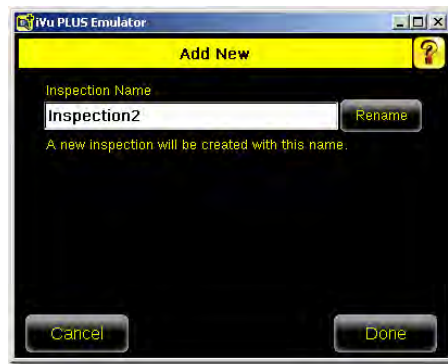 iVu PLUS Emulator
Add New
?
Inspection Name
Inspection2
Rename
A new inspection will be created with this name.
Cancel
Done